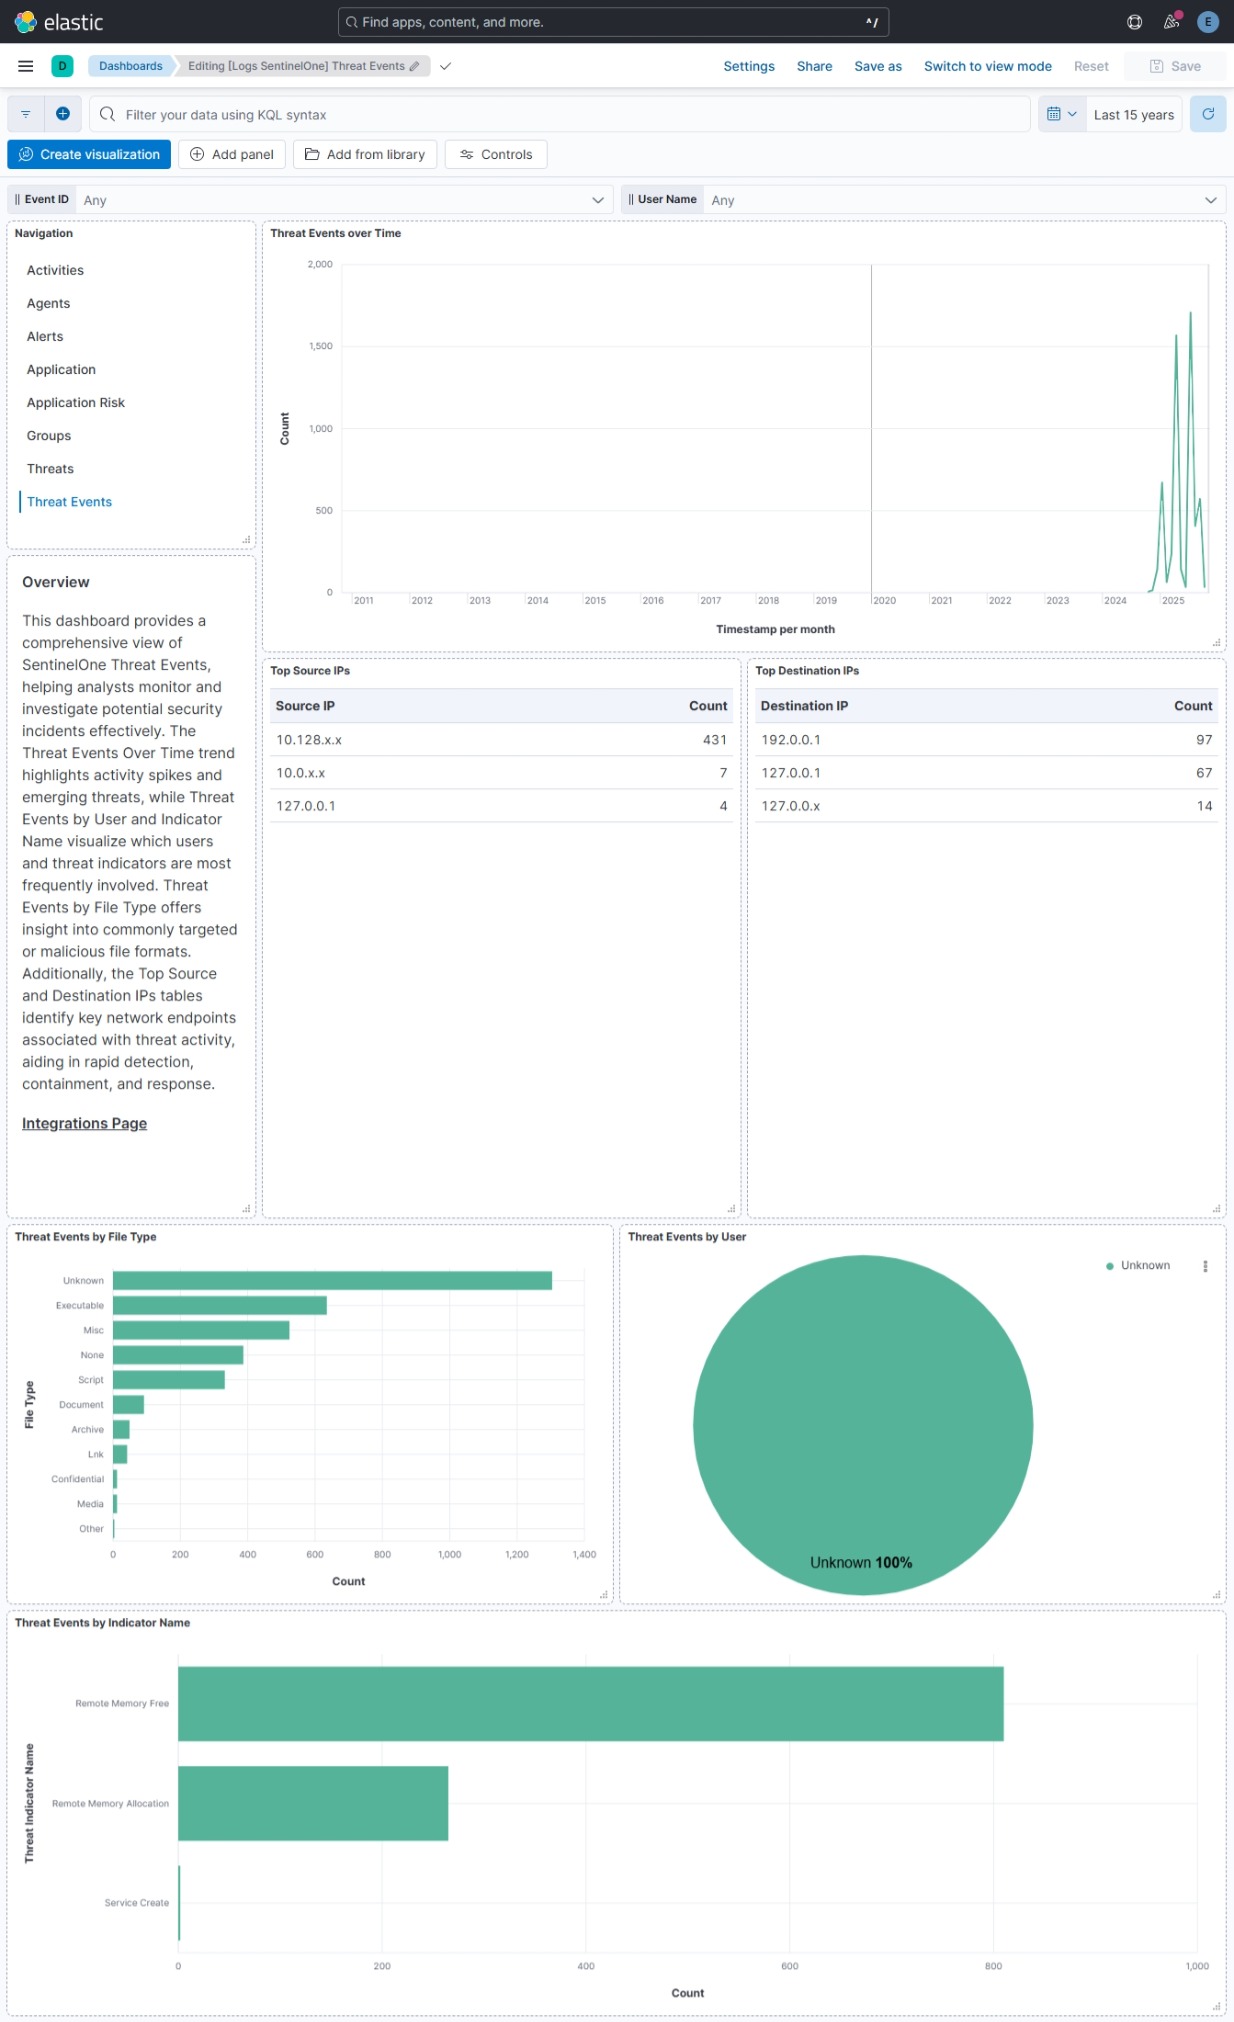 elastic
Find apps, content, and more.
^/
E
D
Dashboards
Editing [Logs SentinelOne] Threat Events
Settings
Share
Save as
Switch to view mode
Reset
Save
Filter your data using KQL syntax
Last 15 years
Create visualization
Add panel
Add from library
Controls
Event ID
Any
User Name
Any
Navigation
Activities
Agents
Alerts
Application
Application Risk
Groups
Threats
Threat Events
Overview
This dashboard provides a
comprehensive view of
SentinelOne Threat Events,
helping analysts monitor and
investigate potential security
incidents effectively. The
Threat Events Over Time trend
highlights activity spikes and
emerging threats, while Threat
Events by User and Indicator
Name visualize which users
and threat indicators are most
frequently involved. Threat
Events by File Type offers
insight into commonly targeted
or malicious file formats.
Additionally, the Top Source
and Destination IPs tables
identify key network endpoints
associated with threat activity,
aiding in rapid detection,
containment, and response.
Integrations Page
Threat Events over Time
2,000
1,500
1,000
500
0
Count
2011 2012 2013 2014 2015 2016 2017 2018 2019 2020 2021 2022 2023 2024 2025
Timestamp per month
Top Source IPs
Source IP Count
10.128.x.x 431
10.0.x.x 7
127.0.0.1 4
Top Destination IPs
Destination IP Count
192.0.0.1 97
127.0.0.1 67
127.0.0.x 14
Threat Events by File Type
File Type
Unknown
Executable
Misc
None
Script
Document
Archive
Lnk
Confidential
Media
Other
0 200 400 600 800 1,000 1,200 1,400
Count
Threat Events by User
Unknown
Unknown 100%
Threat Events by Indicator Name
Threat Indicator Name
Remote Memory Free
Remote Memory Allocation
Service Create
0 200 400 600 800 1,000
Count